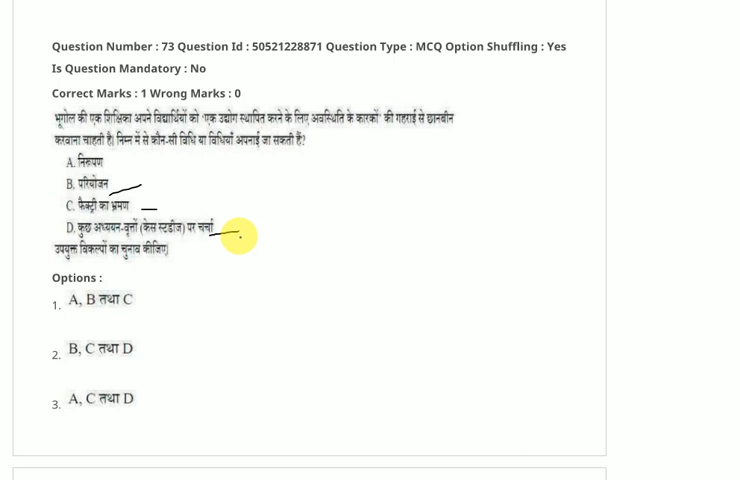 Question Number : 73 Question Id : 50521228871 Question Type : MCQ Option Shuffling : Yes
Is Question Mandatory : No
Correct Marks : 1 Wrong Marks : 0
भूगोल की एक शिक्षिका अपने विद्यार्थियों को 'एक उद्योग स्थापित करने के लिए अवस्थिति के कारकों' की गहराई से छानबीन
करवाना चाहती है। निम्न में से कौन-सी विधि या विधियाँ अपनाई जा सकती हैं?
A. निरूपण
B. परियोजन
C. फैक्ट्री का भ्रमण
D. कुछ अध्ययन-वृत्तों (केस स्टडीज) पर चर्चा
उपयुक्त विकल्पों का चुनाव कीजिए|
Options :
1. A, B तथा C
2. B, C तथा D
3. A, C तथा D